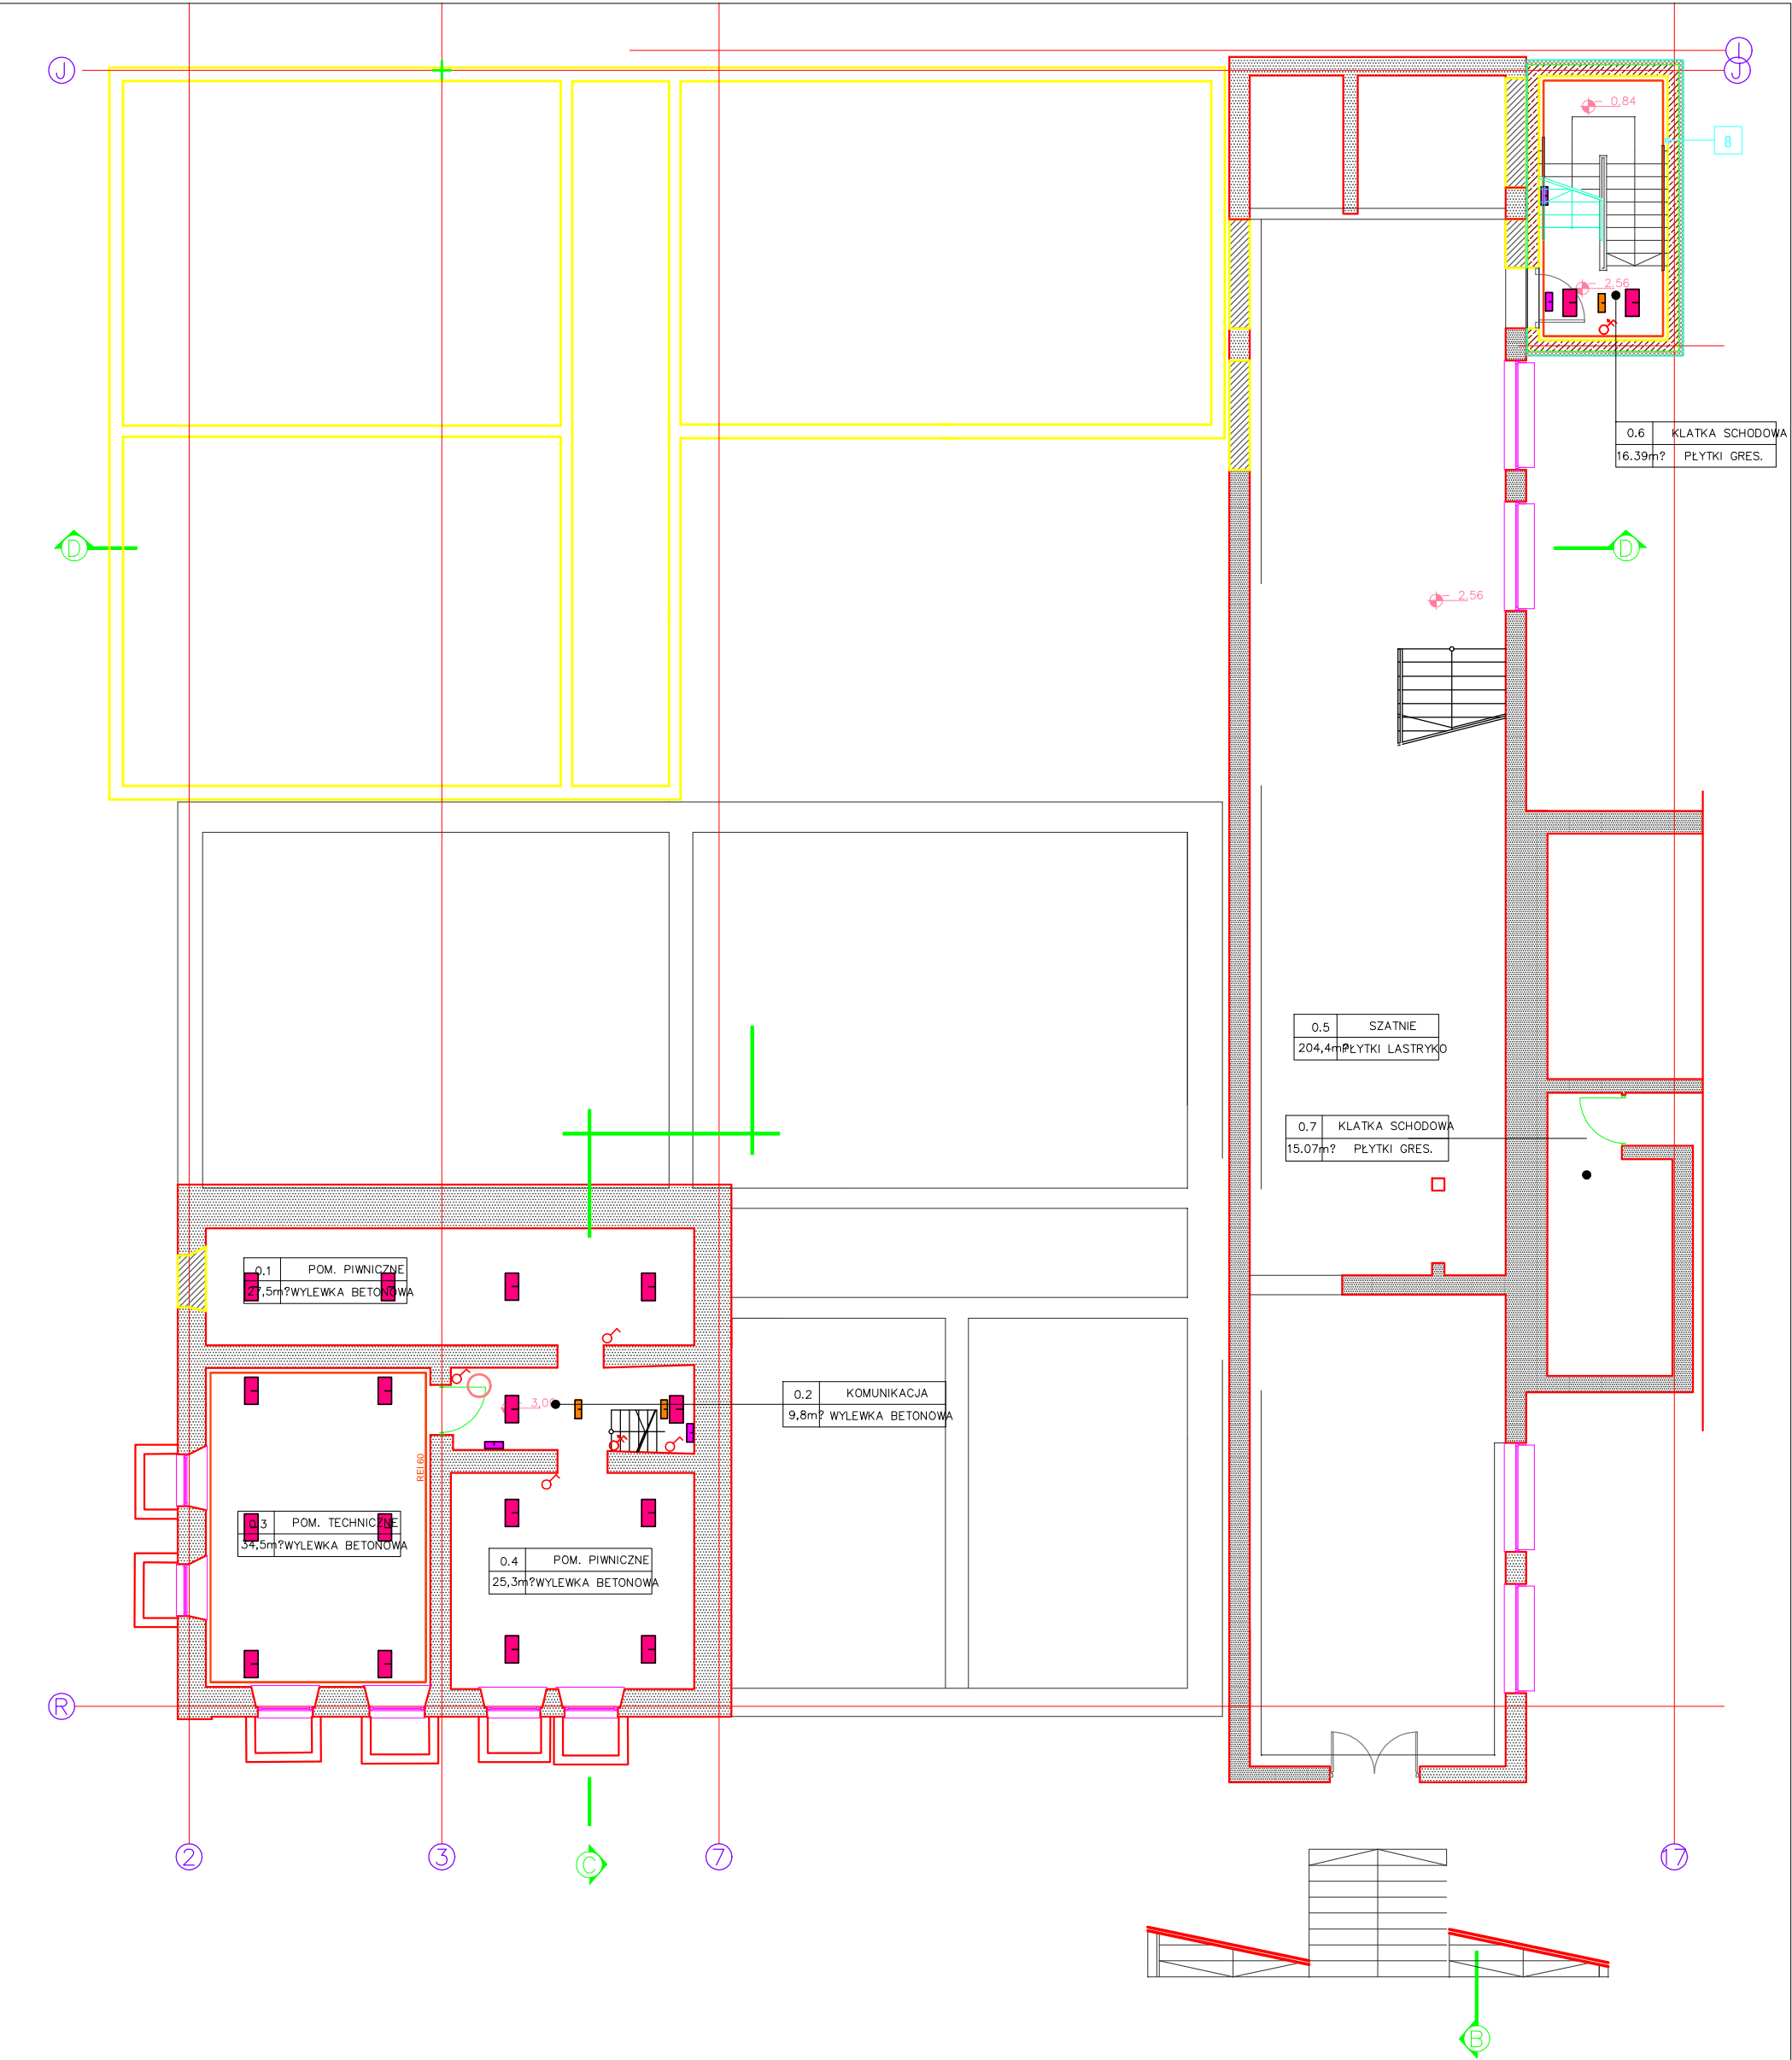 I
J
J
- 0.84
8
- 2.56
0.6 KLATKA SCHODOWA
16.39m? PŁYTKI GRES.
D
D
- 2.56
0.5 SZATNIE
204,4m? PŁYTKI LASTRYKO
0.7 KLATKA SCHODOWA
15.07m? PŁYTKI GRES.
0.1 POM. PIWNICZNE
27,5m? WYLEWKA BETONOWA
0.2 KOMUNIKACJA
9,8m? WYLEWKA BETONOWA
REI 60
0.3 POM. TECHNICZNE
34,5m? WYLEWKA BETONOWA
0.4 POM. PIWNICZNE
25,3m? WYLEWKA BETONOWA
R
2
3
C
7
17
B